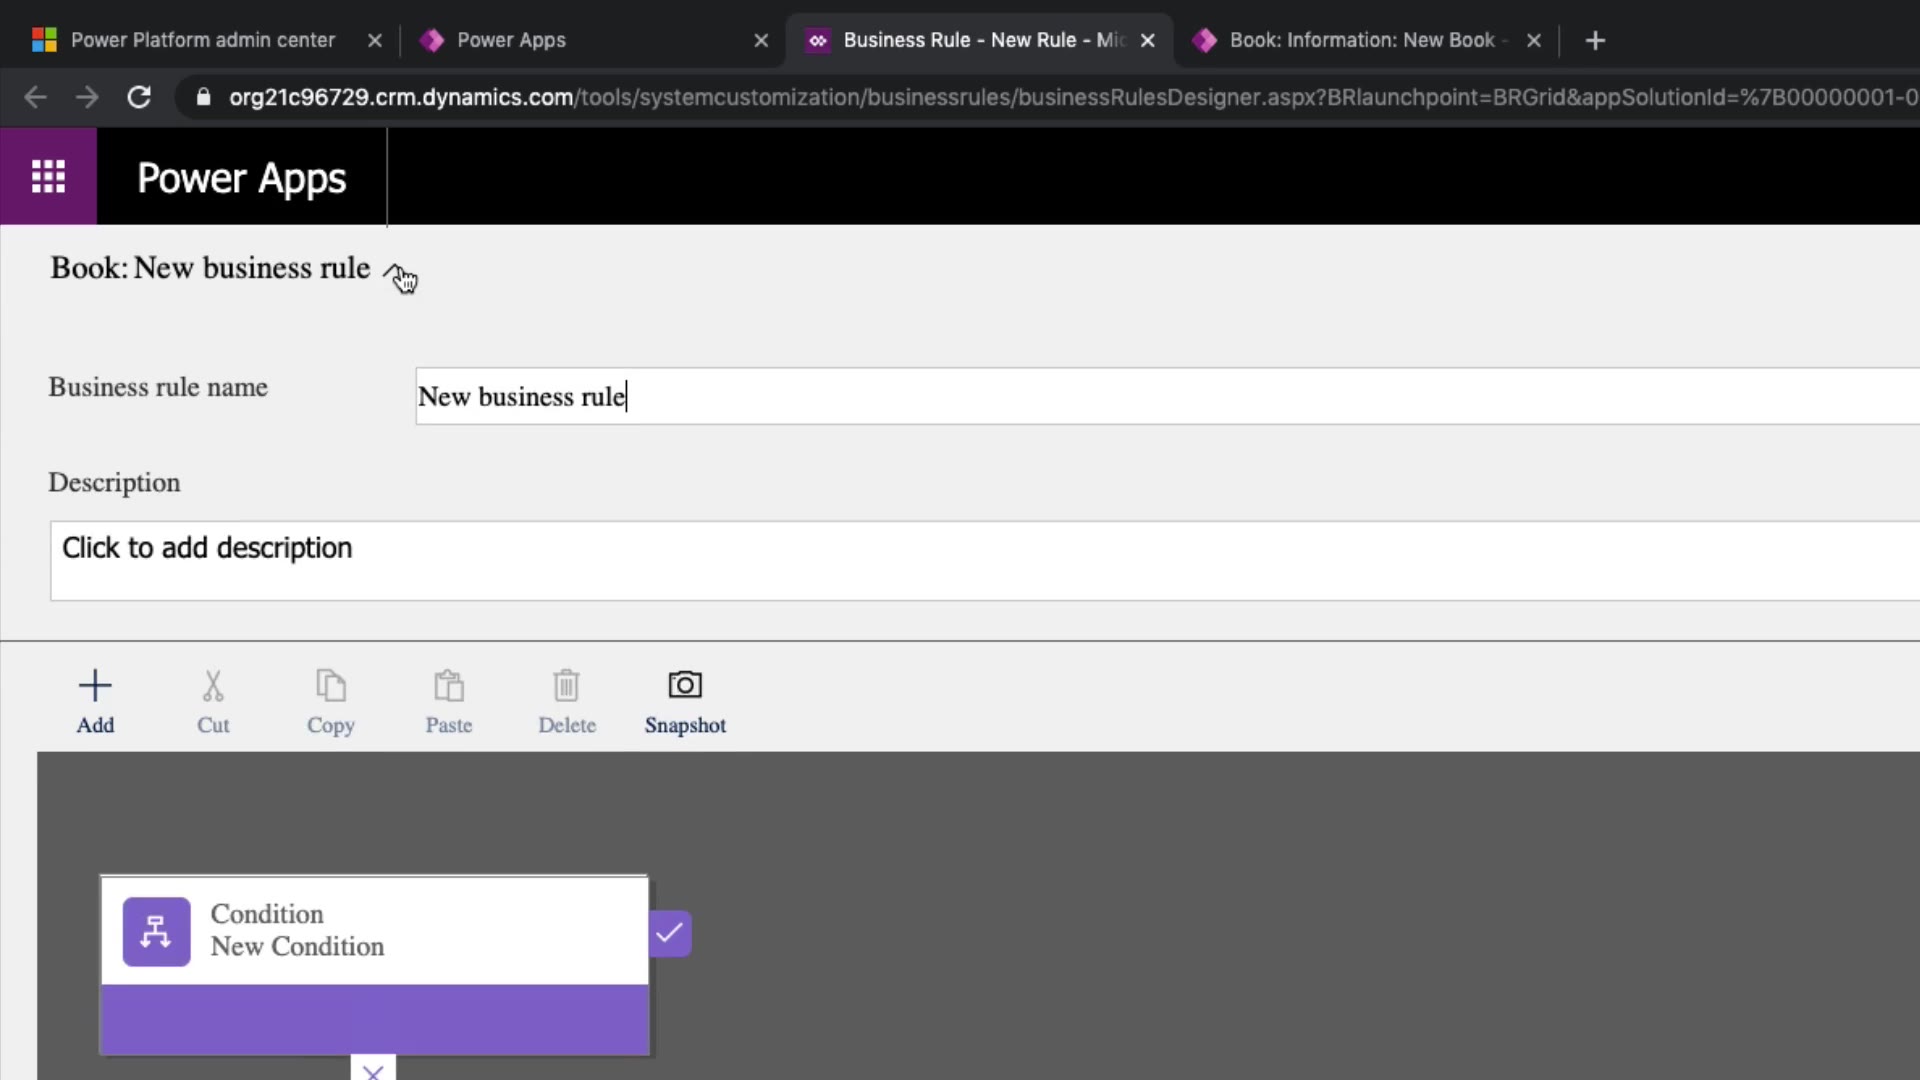 Power Platform admin center
Power Apps
Business Rule - New Rule - Mic
Book: Information: New Book -
org21c96729.crm.dynamics.com/tools/systemcustomization/businessrules/businessRulesDesigner.aspx?BRlaunchpoint=BRGrid&appSolutionId=%7B00000001-0
Power Apps
Book: New business rule
Business rule name
New business rule
Description
Click to add description
Add
Cut
Copy
Paste
Delete
Snapshot
Condition
New Condition